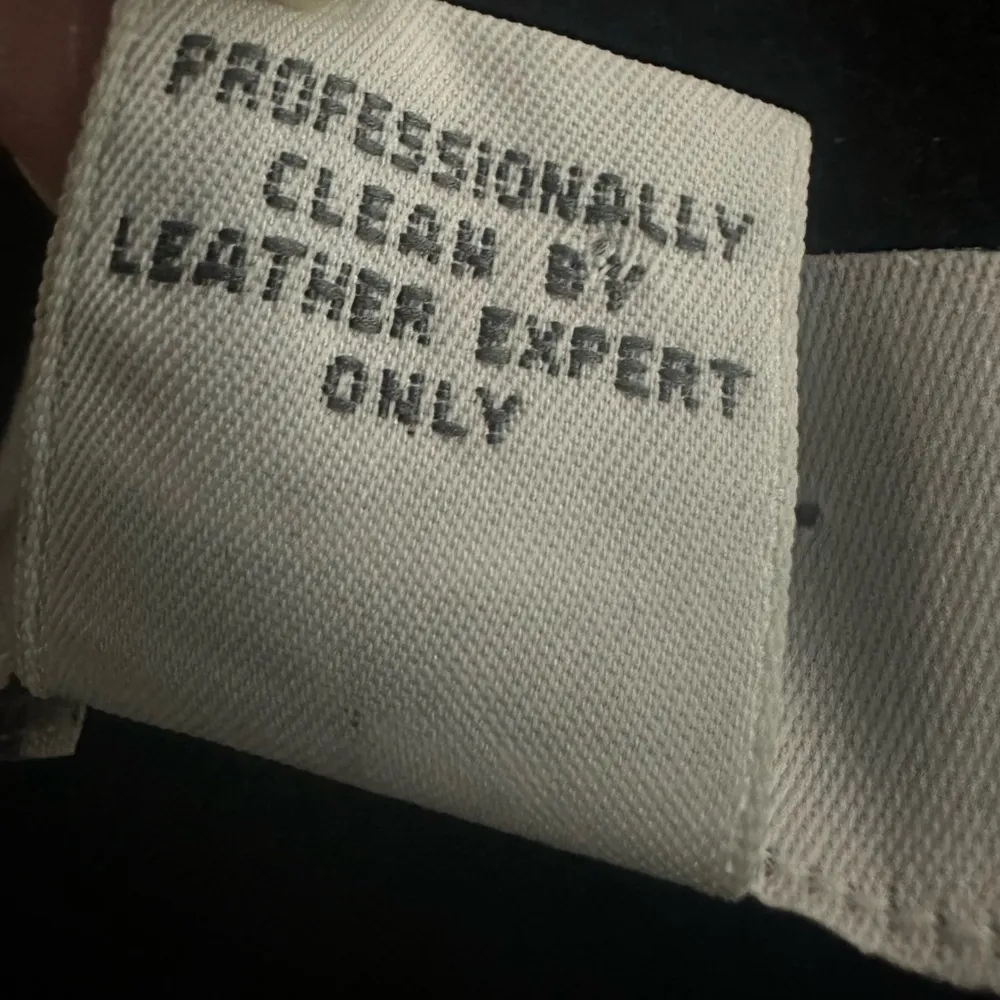 PROFESSIONALLY
CLEAN BY
LEATHER EXPERT
ONLY